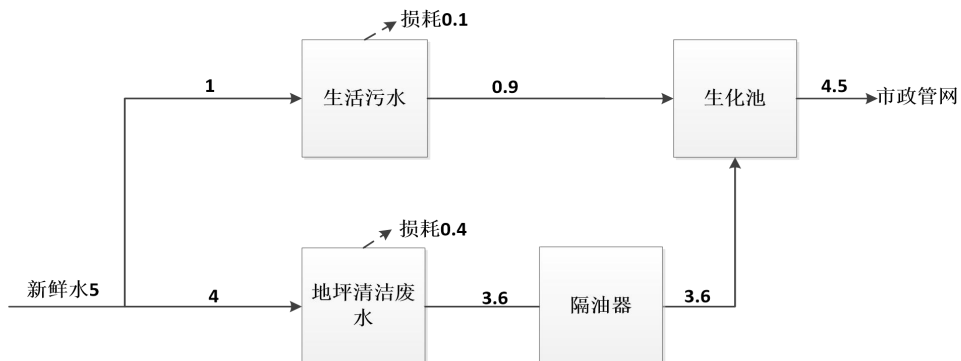 损耗0.1
1
生活污水
0.9
生化池
4.5
市政管网
损耗0.4
新鲜水5
4
地坪清洁废
水
3.6
隔油器
3.6